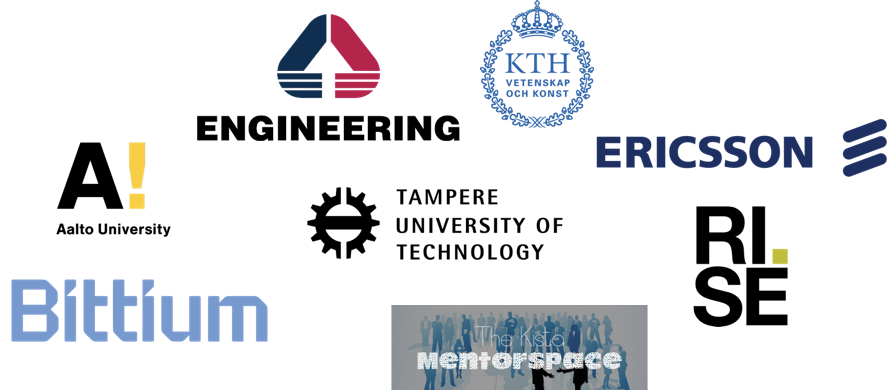 ENGINEERING
KTH
VETENSKAP
OCH KONST
ERICSSON
A!
Aalto University
TAMPERE
UNIVERSITY OF
TECHNOLOGY
RI.
SE
Bittium
The Kista
Mentorspace